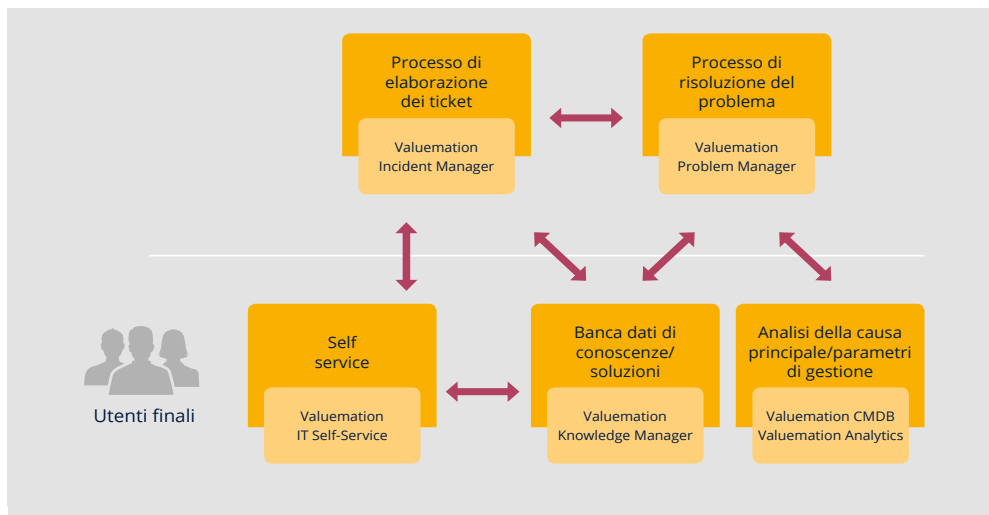 Processo di
elaborazione
dei ticket
Valuemation
Incident Manager
Processo di
risoluzione del
problema
Valuemation
Problem Manager
Utenti finali
Self
service
Valuemation
IT Self-Service
Banca dati di
conoscenze/
soluzioni
Valuemation
Knowledge Manager
Analisi della causa
principale/parametri
di gestione
Valuemation CMDB
Valuemation Analytics